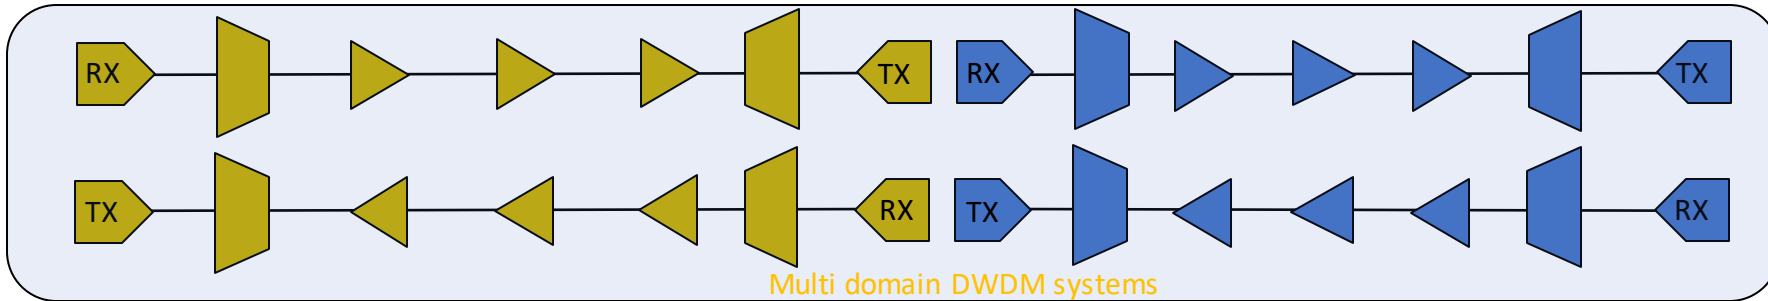 RX TX RX TX
TX RX TX RX
Multi domain DWDM systems